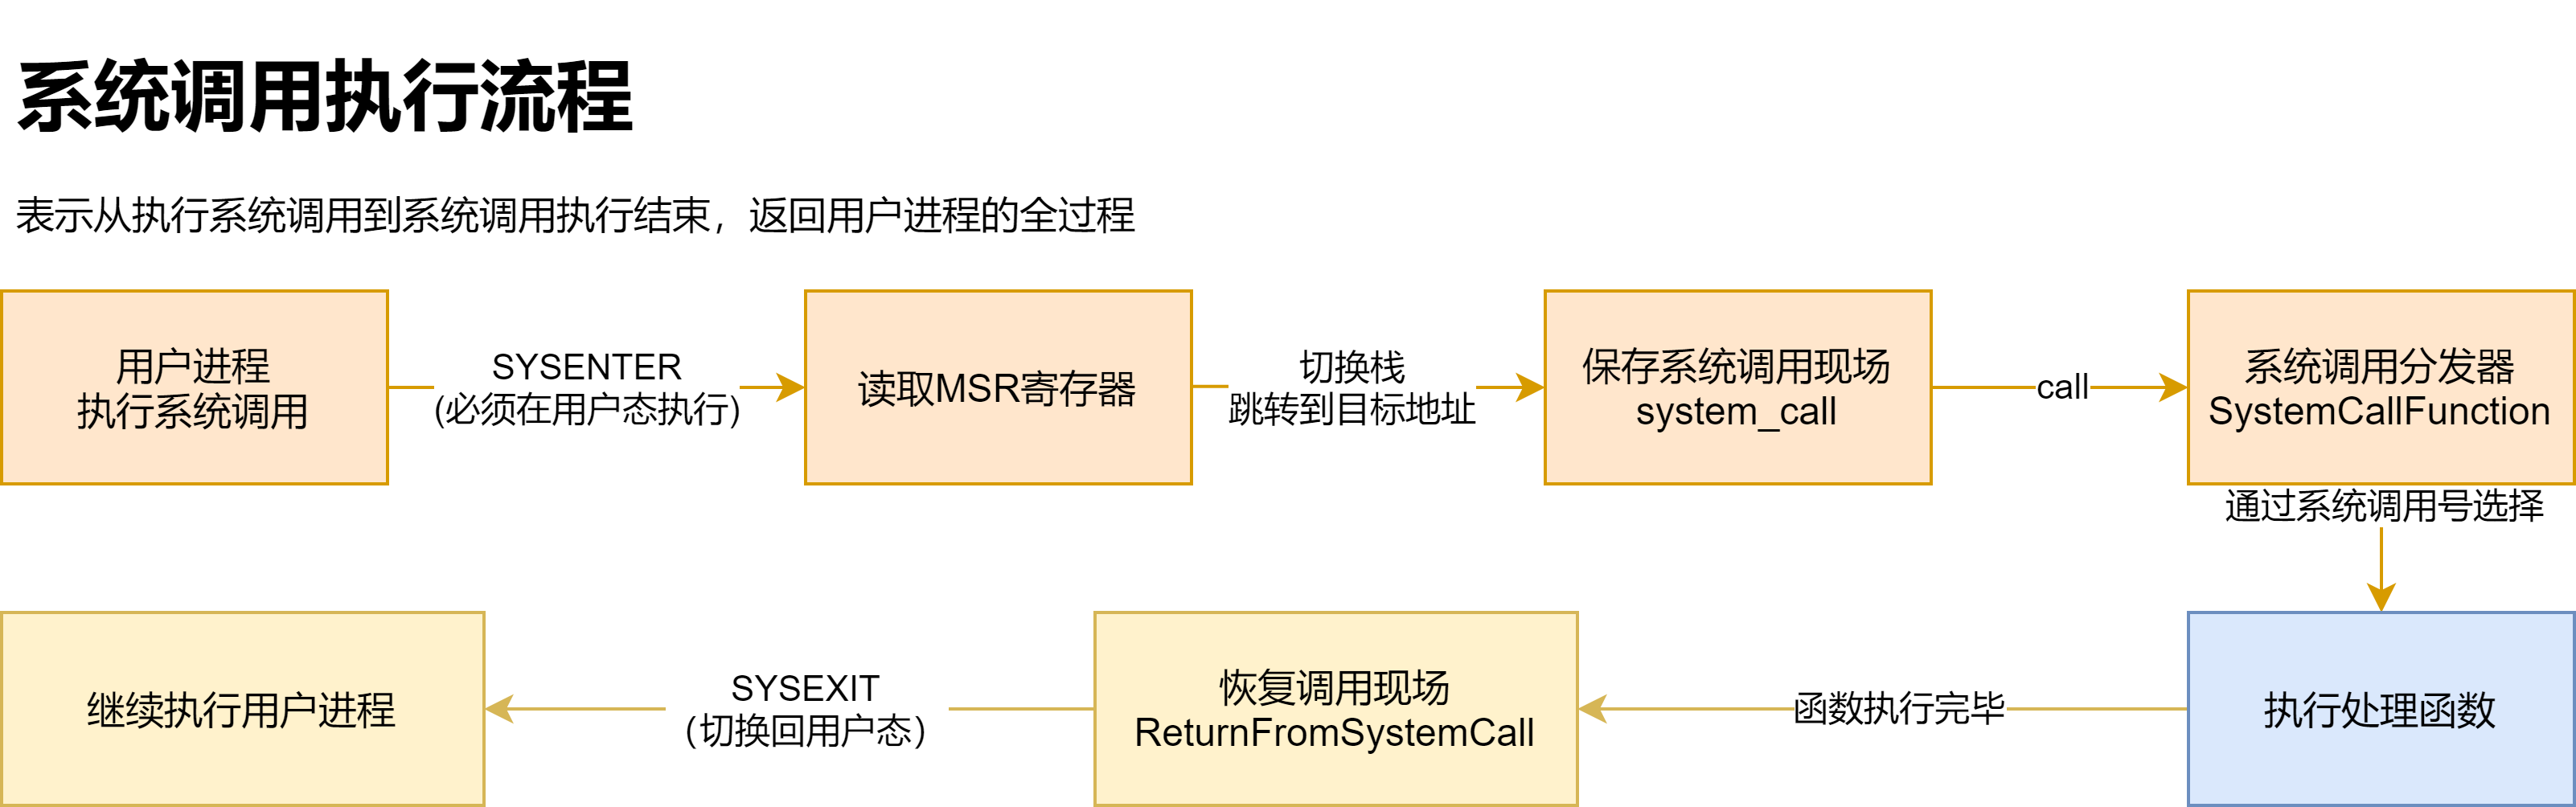 系统调用执行流程
表示从执行系统调用到系统调用执行结束，返回用户进程的全过程
用户进程
执行系统调用
SYSENTER
(必须在用户态执行)
读取MSR寄存器
切换栈
跳转到目标地址
保存系统调用现场
system_call
call
系统调用分发器
SystemCallFunction
通过系统调用号选择
执行处理函数
函数执行完毕
恢复调用现场
ReturnFromSystemCall
SYSEXIT
（切换回用户态）
继续执行用户进程